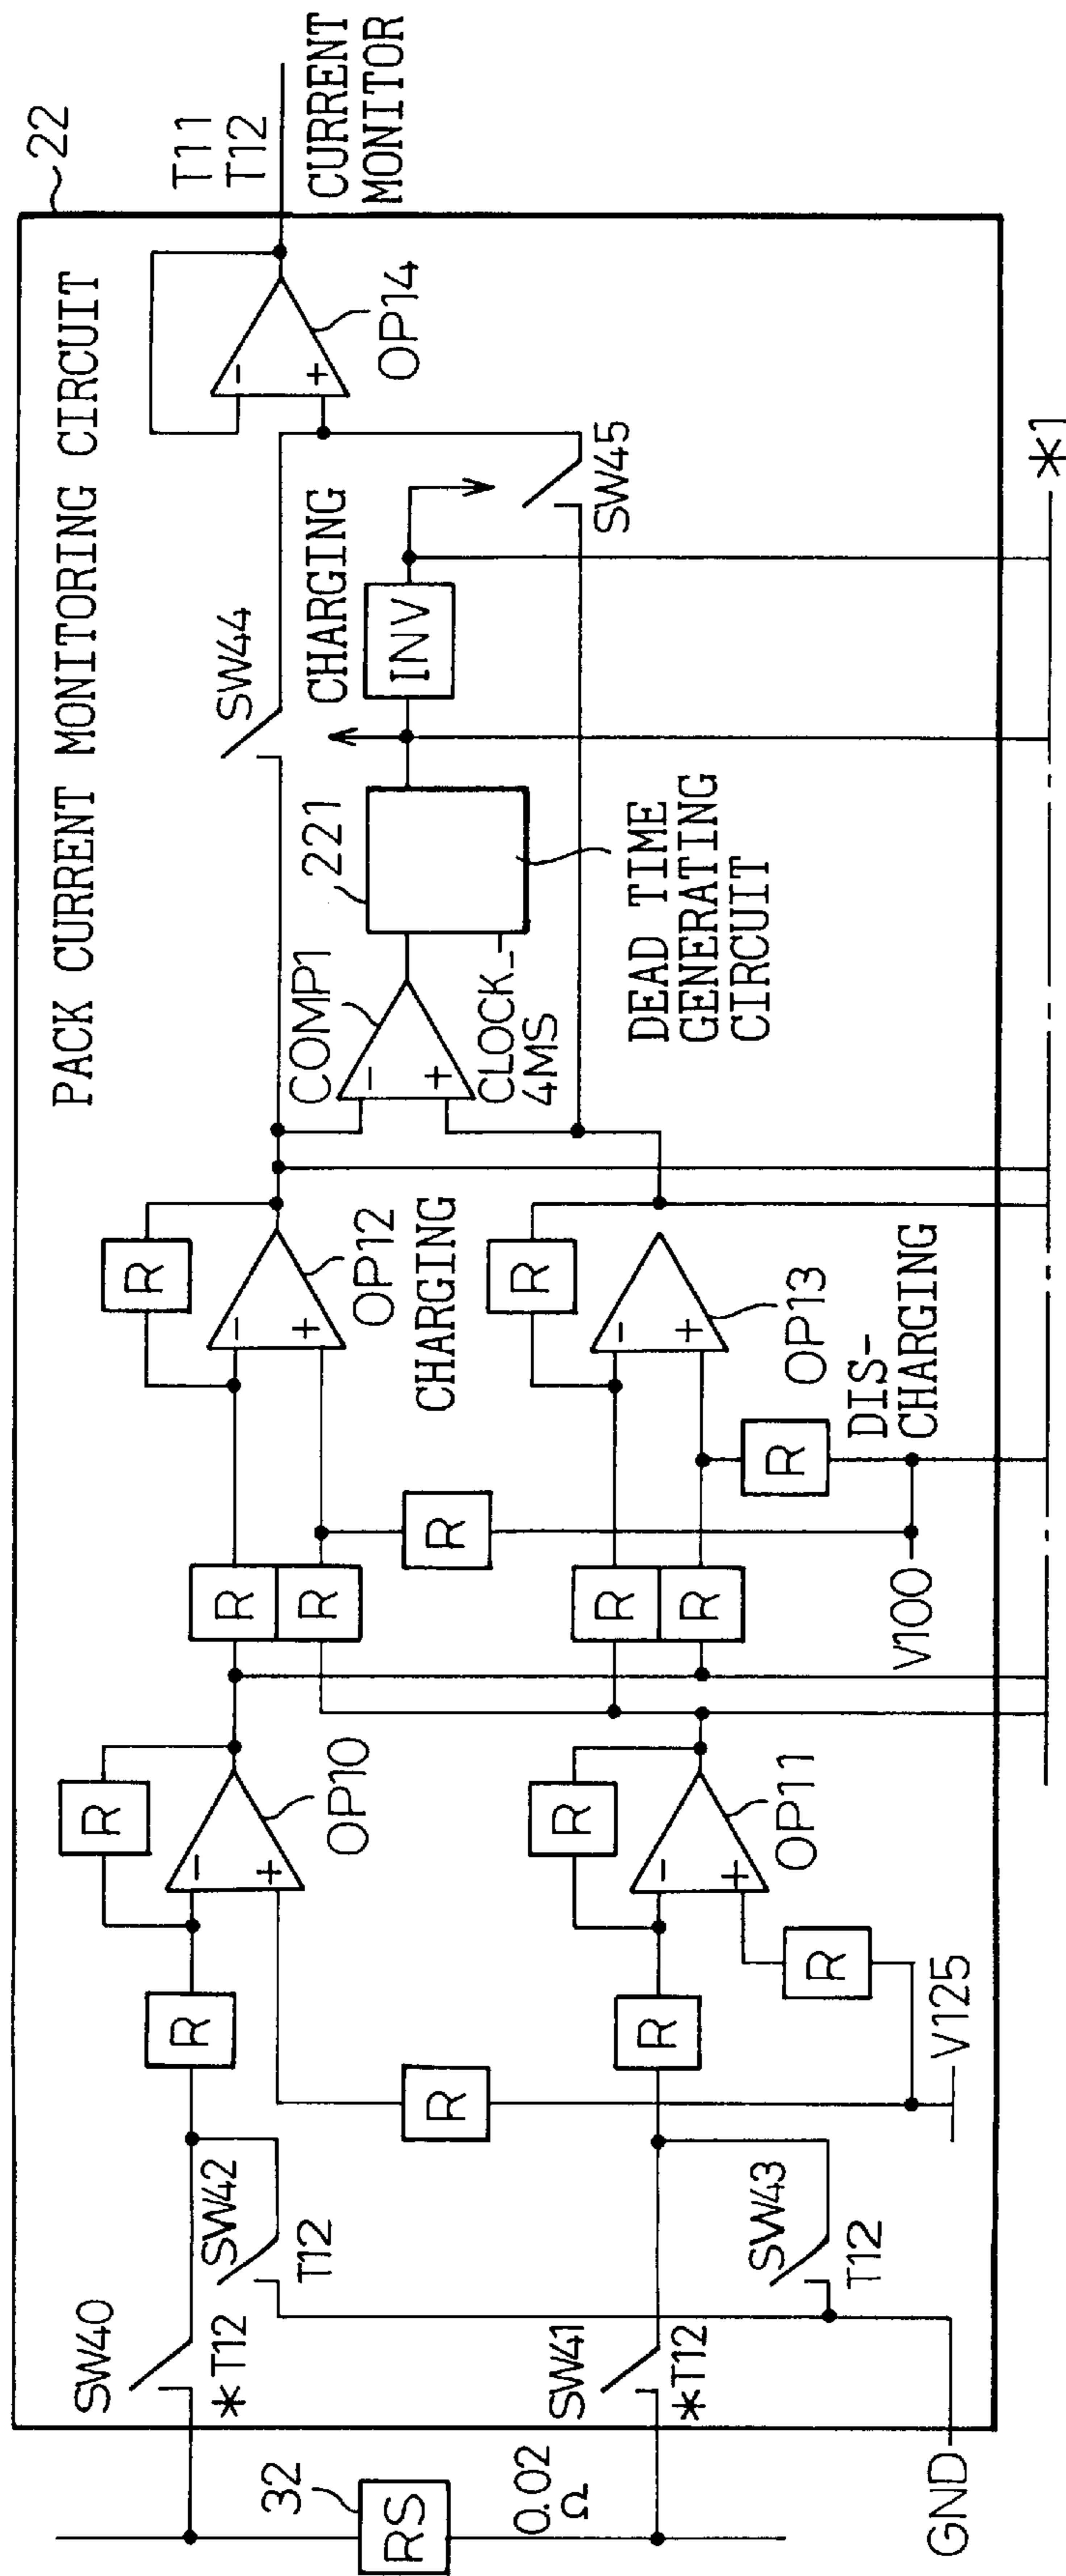 PACK CURRENT MONITORING CIRCUIT
22
T11
T12
CURRENT
MONITOR
SW40
*T12
SW42
T12
R
R
OP10
-
+
R
R
R
R
OP12
-
+
CHARGING
COMP1
-
+
CLOCK_
4MS
221
DEAD TIME
GENERATING
CIRCUIT
SW44
CHARGING
INV
SW45
OP14
-
+
32
RS
0.02
Ω
SW41
*T12
SW43
T12
R
R
R
OP11
-
+
R
R
R
R
R
OP13
-
+
R
DIS-
CHARGING
GND
V125
V100
*1